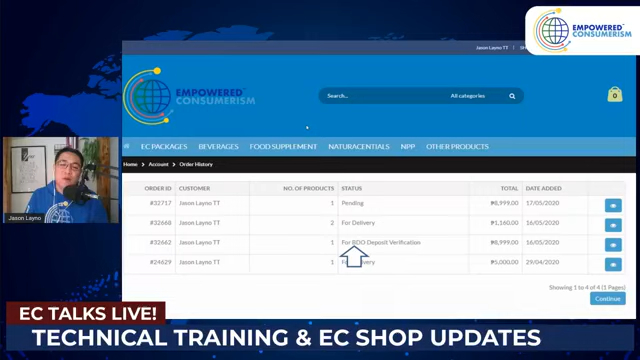 EMPOWERED
CONSUMERISM
Jason Layno TT
EMPOWERED
CONSUMERISM
Search...
All categories
0
EC PACKAGES BEVERAGES FOOD SUPPLEMENT NATURACENTIALS NPP OTHER PRODUCTS
Home > Account > Order History
ORDER ID CUSTOMER NO. OF PRODUCTS STATUS TOTAL DATE ADDED
#32717 Jason Layno TT 1 Pending ₱8,999.00 17/05/2020
#32668 Jason Layno TT 2 For Delivery ₱1,160.00 16/05/2020
#32662 Jason Layno TT 1 For BDO Deposit Verification ₱8,999.00 16/05/2020
#24629 Jason Layno TT 1 ₱5,000.00 29/04/2020
Showing 1 to 4 of 4 (1 Pages)
Continue
Jason Layno
EC TALKS LIVE!
TECHNICAL TRAINING & EC SHOP UPDATES